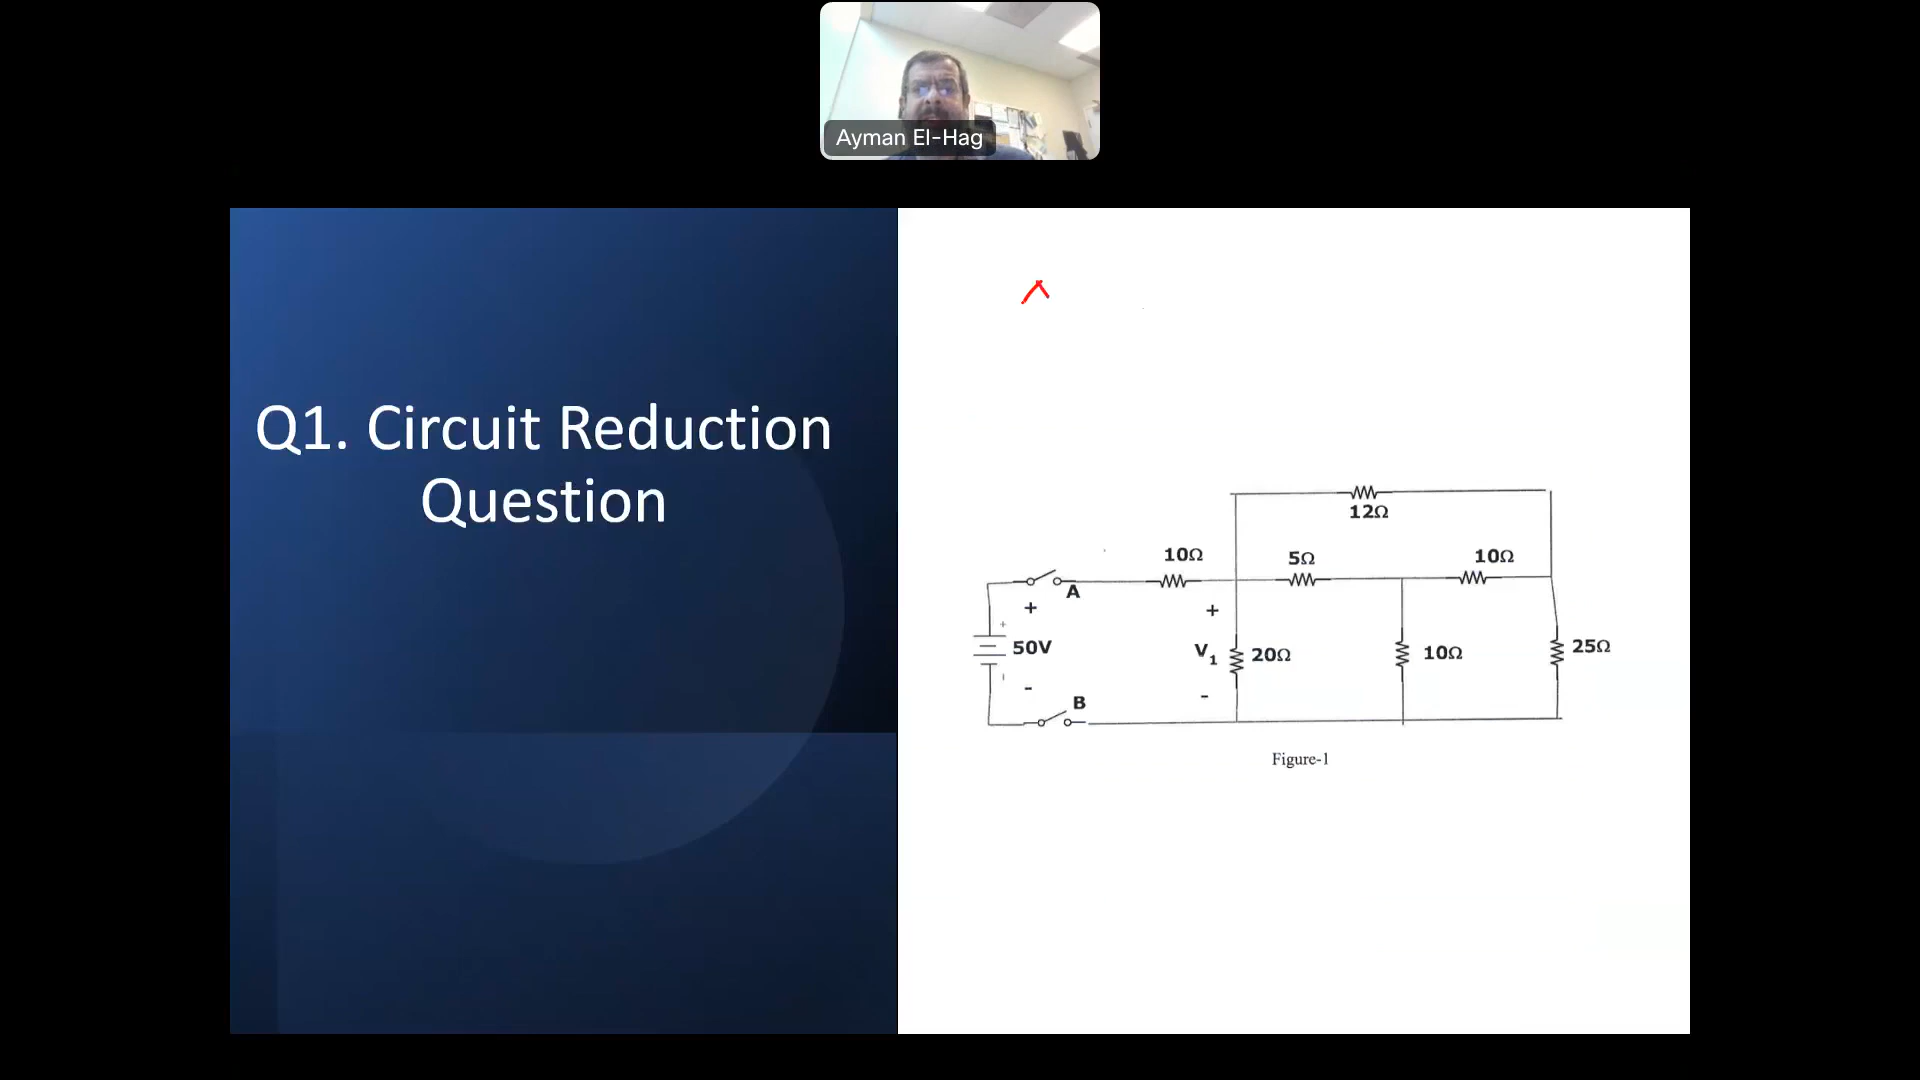 Ayman El-Hag
Q1. Circuit Reduction
Question
12Ω
10Ω
5Ω
10Ω
A
+
+
+
50V
V1
20Ω
10Ω
25Ω
-
-
B
Figure-1